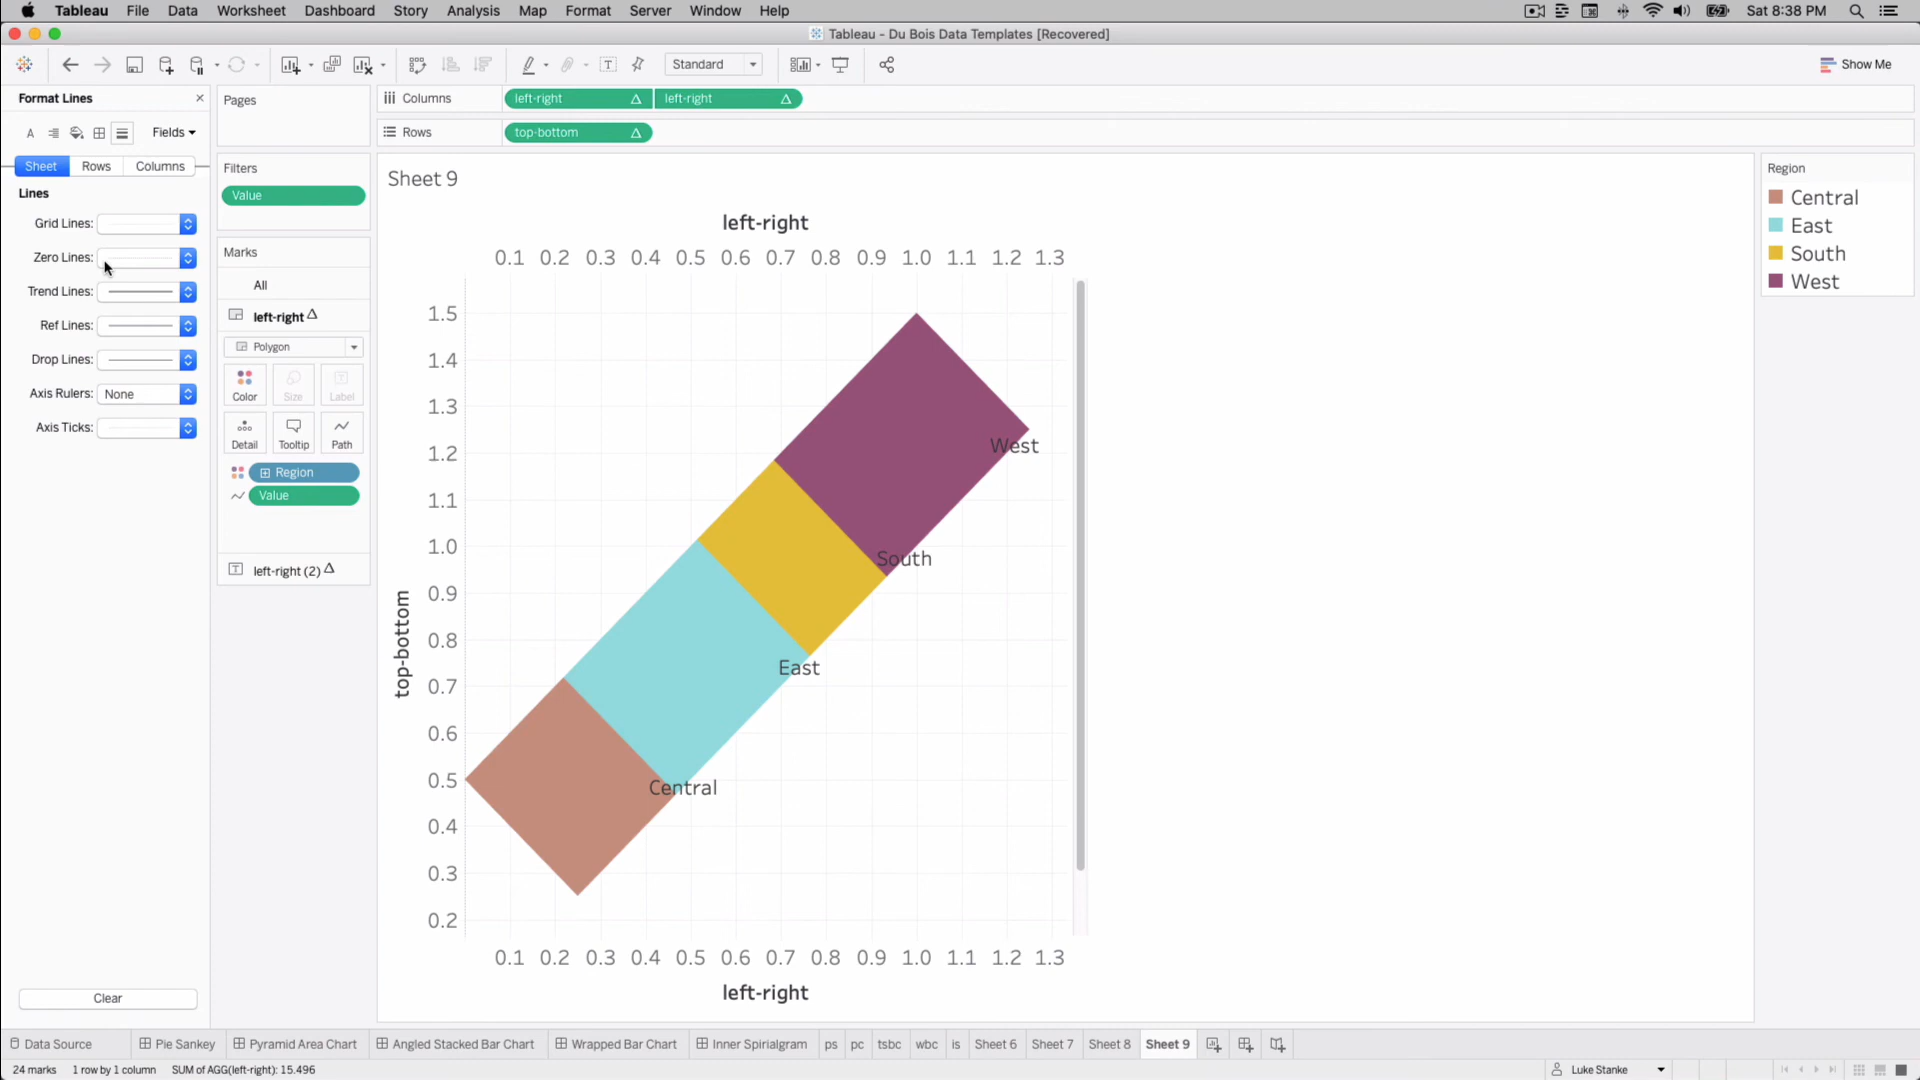 Tableau File Data Worksheet Dashboard Story Analysis Map Format Server Window Help Sat 8:38 PM
Tableau - Du Bois Data Templates [Recovered]
Standard Show Me
Format Lines
Fields
Sheet Rows Columns
Lines
Grid Lines:
Zero Lines:
Trend Lines:
Ref Lines:
Drop Lines:
Axis Rulers: None
Axis Ticks:
Clear
Pages
Filters
Value
Marks
All
left-right
Polygon
Color Size Label
Detail Tooltip Path
Region
Value
left-right (2)
Columns left-right left-right
Rows top-bottom
Sheet 9
left-right
0.1 0.2 0.3 0.4 0.5 0.6 0.7 0.8 0.9 1.0 1.1 1.2 1.3
1.5
1.4
1.3
1.2
1.1
1.0
0.9
0.8
0.7
0.6
0.5
0.4
0.3
0.2
top-bottom
West
South
East
Central
0.1 0.2 0.3 0.4 0.5 0.6 0.7 0.8 0.9 1.0 1.1 1.2 1.3
left-right
Region
Central
East
South
West
Data Source Pie Sankey Pyramid Area Chart Angled Stacked Bar Chart Wrapped Bar Chart Inner Spirialgram ps pc tsbc wbc is Sheet 6 Sheet 7 Sheet 8 Sheet 9
24 marks 1 row by 1 column SUM of AGG(left-right): 15.496 Luke Stanke